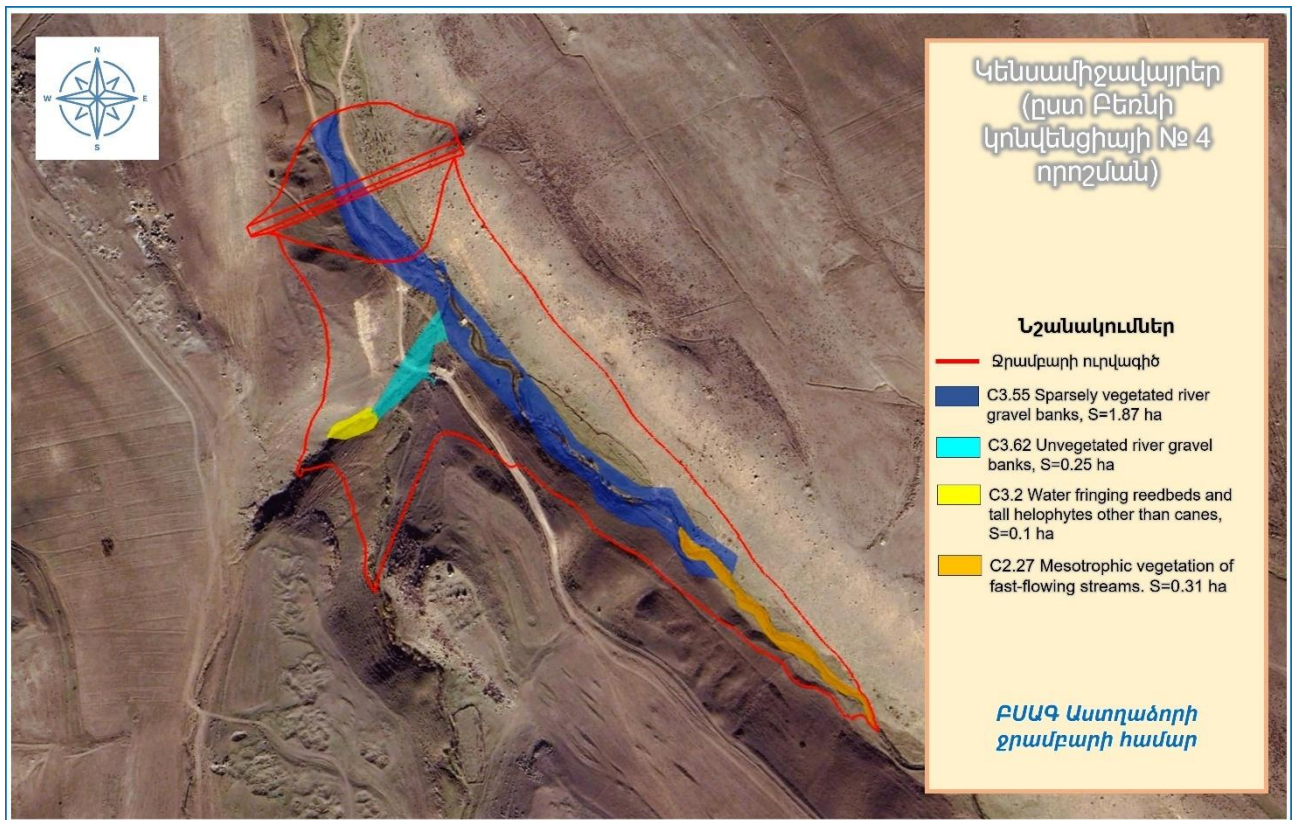 N
W
E
S
Կենսամիջավայրեր
(ըստ Բեռնի
կոնվենցիայի № 4
որոշման)
Նշանակումներ
Ջրամբարի ուրվագիծ
C3.55 Sparsely vegetated river
gravel banks, S=1.87 ha
C3.62 Unvegetated river gravel
banks, S=0.25 ha
C3.2 Water fringing reedbeds and
tall helophytes other than canes,
S=0.1 ha
C2.27 Mesotrophic vegetation of
fast-flowing streams. S=0.31 ha
ԲՍԱԳ Աստղաձորի
ջրամբարի համար